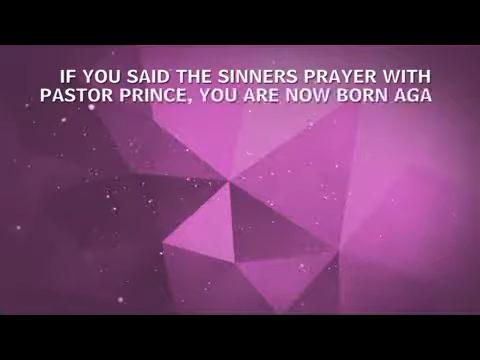 IF YOU SAID THE SINNERS PRAYER WITH
PASTOR PRINCE, YOU ARE NOW BORN AGA